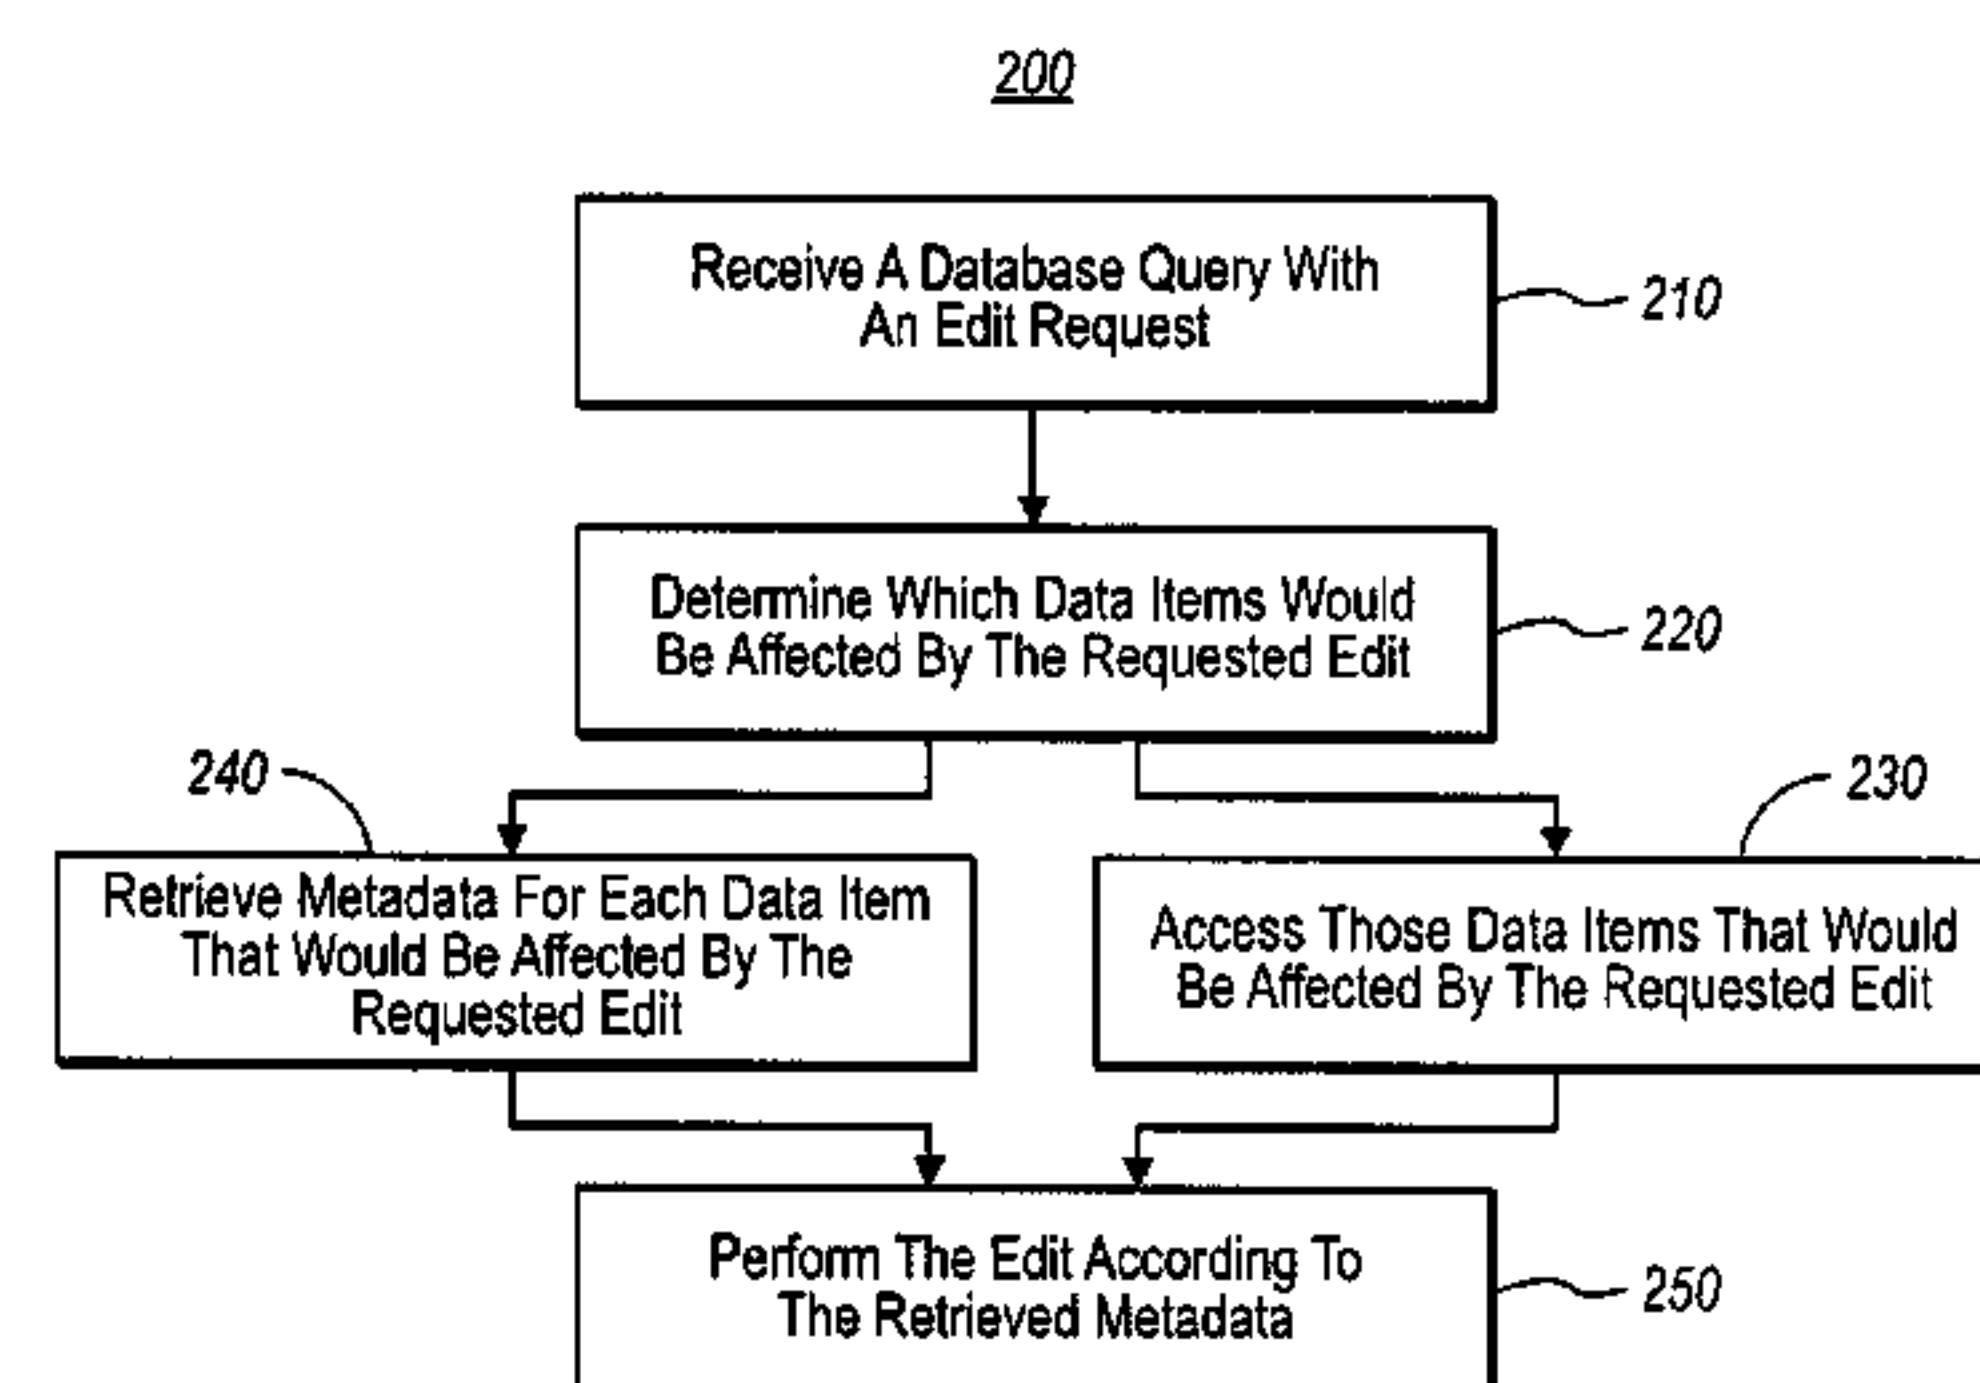 200
Receive A Database Query With
An Edit Request
210
Determine Which Data Items Would
Be Affected By The Requested Edit
220
240
230
Retrieve Metadata For Each Data Item
That Would Be Affected By The
Requested Edit
Access Those Data Items That Would
Be Affected By The Requested Edit
Perform The Edit According To
The Retrieved Metadata
250